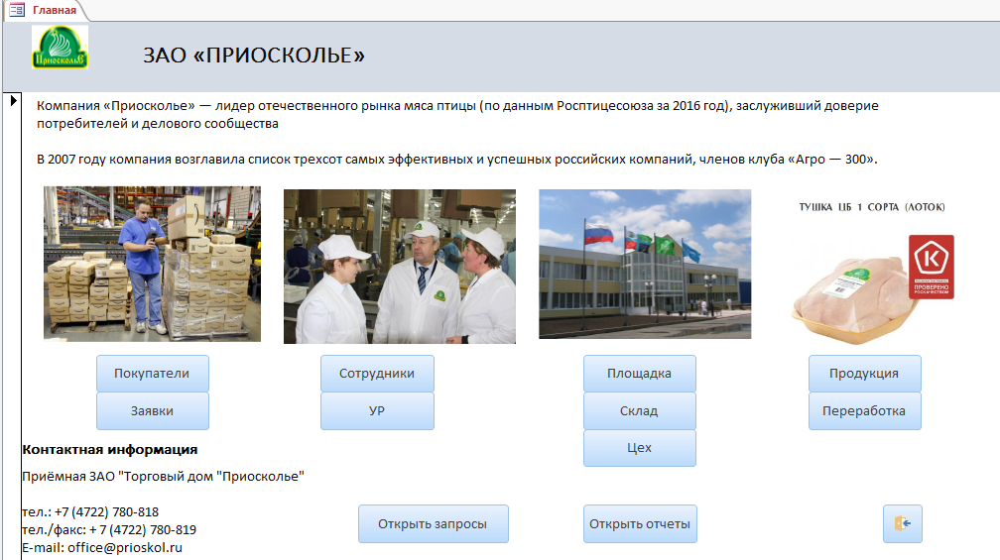 Главная
Приосколье
ЗАО «ПРИОСКОЛЬЕ»
Компания «Приосколье» — лидер отечественного рынка мяса птицы (по данным Росптицесоюза за 2016 год), заслуживший доверие
потребителей и делового сообщества
В 2007 году компания возглавила список трехсот самых эффективных и успешных российских компаний, членов клуба «Агро — 300».
ТУШКА ЦБ 1 СОРТА (ЛОТОК)
К
ПРОВЕРЕНО
РОСКАЧЕСТВОМ
Покупатели
Сотрудники
Площадка
Продукция
Заявки
УР
Склад
Переработка
Цех
Контактная информация
Приёмная ЗАО "Торговый дом "Приосколье"
тел.: +7 (4722) 780-818
тел./факс: + 7 (4722) 780-819
E-mail: office@prioskol.ru
Открыть запросы
Открыть отчеты